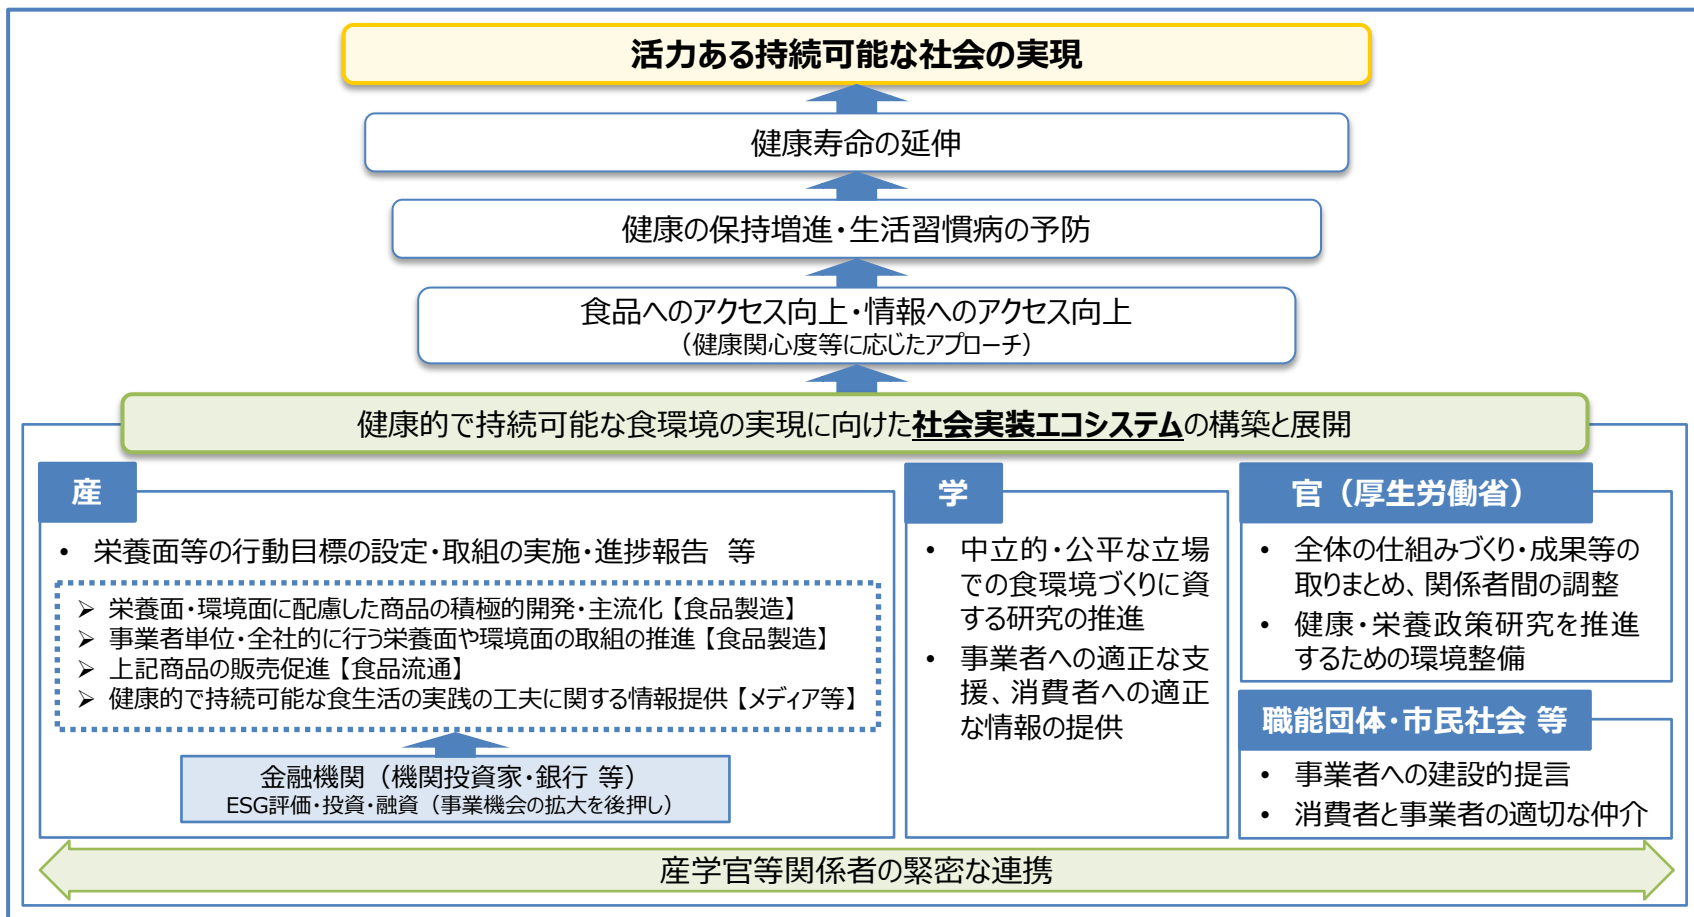 活力ある持続可能な社会の実現
健康寿命の延伸
健康の保持増進・生活習慣病の予防
食品へのアクセス向上・情報へのアクセス向上
（健康関心度等に応じたアプローチ）
健康的で持続可能な食環境の実現に向けた社会実装エコシステムの構築と展開
産
• 栄養面等の行動目標の設定・取組の実施・進捗報告 等
➢ 栄養面・環境面に配慮した商品の積極的開発・主流化【食品製造】
➢ 事業者単位・全社的に行う栄養面や環境面の取組の推進【食品製造】
➢ 上記商品の販売促進【食品流通】
➢ 健康的で持続可能な食生活の実践の工夫に関する情報提供【メディア等】
金融機関（機関投資家・銀行 等）
ESG評価・投資・融資（事業機会の拡大を後押し）
学
• 中立的・公平な立場
での食環境づくりに資
する研究の推進
• 事業者への適正な支
援、消費者への適正
な情報の提供
官（厚生労働省）
• 全体の仕組みづくり・成果等の
取りまとめ、関係者間の調整
• 健康・栄養政策研究を推進
するための環境整備
職能団体・市民社会 等
• 事業者への建設的提言
• 消費者と事業者の適切な仲介
産学官等関係者の緊密な連携